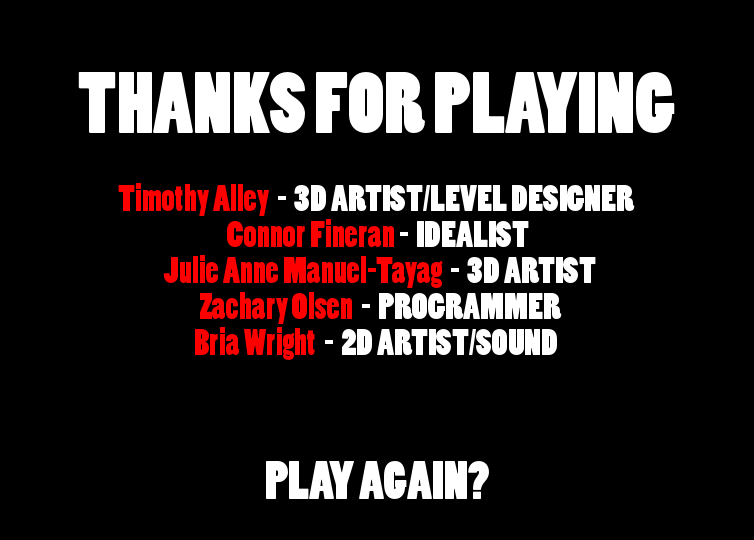 THANKS FOR PLAYING
Timothy Alley - 3D ARTIST/LEVEL DESIGNER
Connor Fineran - IDEALIST
Julie Anne Manuel-Tayag - 3D ARTIST
Zachary Olsen - PROGRAMMER
Bria Wright - 2D ARTIST/SOUND
PLAY AGAIN?